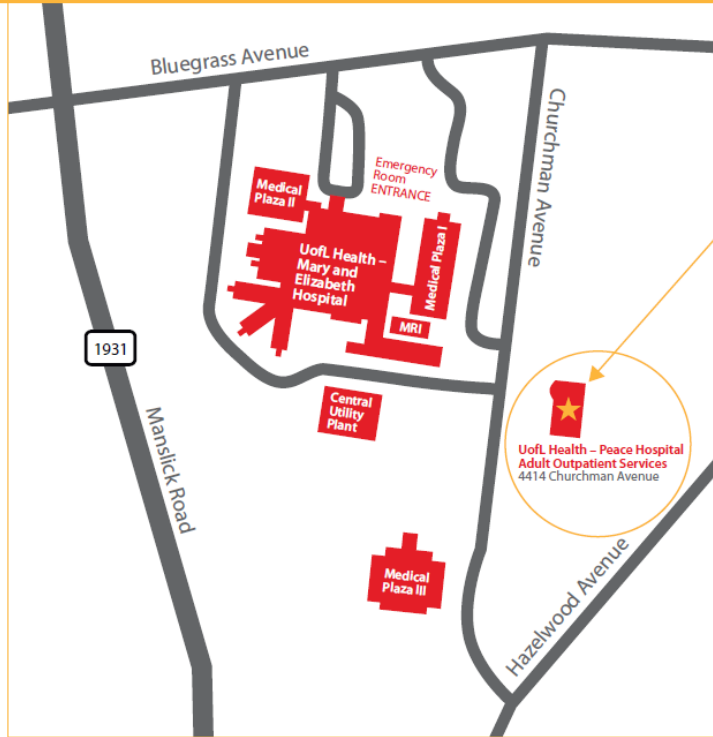 Bluegrass Avenue
Churchman Avenue
Emergency
Room
ENTRANCE
Medical
Plaza II
Medical Plaza I
UofL Health –
Mary and
Elizabeth
Hospital
MRI
1931
Central
Utility
Plant
Manslick Road
UofL Health – Peace Hospital
Adult Outpatient Services
4414 Churchman Avenue
Medical
Plaza III
Hazelwood Avenue